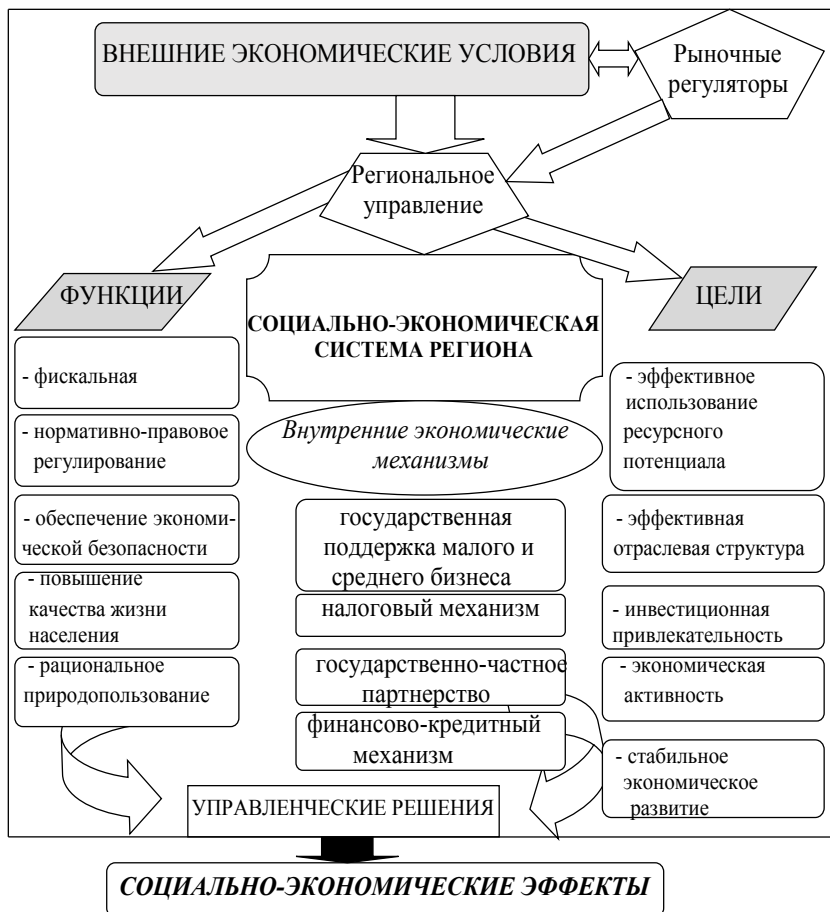 ВНЕШНИЕ ЭКОНОМИЧЕСКИЕ УСЛОВИЯ
Рыночные
регуляторы
Региональное
управление
ФУНКЦИИ
ЦЕЛИ
СОЦИАЛЬНО-ЭКОНОМИЧЕСКАЯ
СИСТЕМА РЕГИОНА
- фискальная
- нормативно-правовое
регулирование
- обеспечение экономи-
ческой безопасности
- повышение
качества жизни
населения
- рациональное
природопользование
Внутренние экономические
механизмы
государственная
поддержка малого и
среднего бизнеса
налоговый механизм
государственно-частное
партнерство
финансово-кредитный
механизм
- эффективное
использование
ресурсного
потенциала
- эффективная
отраслевая структура
- инвестиционная
привлекательность
- экономическая
активность
- стабильное
экономическое
развитие
УПРАВЛЕНЧЕСКИЕ РЕШЕНИЯ
СОЦИАЛЬНО-ЭКОНОМИЧЕСКИЕ ЭФФЕКТЫ